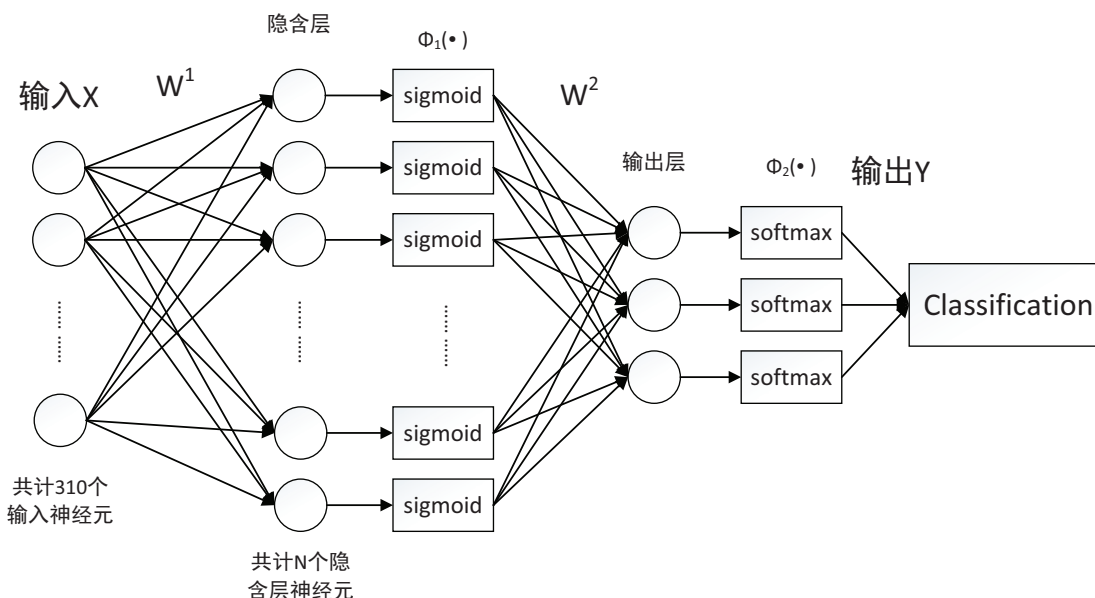 隐含层
Φ₁(•)
输入X
W¹
W²
sigmoid
sigmoid
sigmoid
sigmoid
sigmoid
输出层
Φ₂(•)
输出Y
softmax
softmax
softmax
Classification
........
........
........
........
........
........
共计310个
输入神经元
共计N个隐
含层神经元